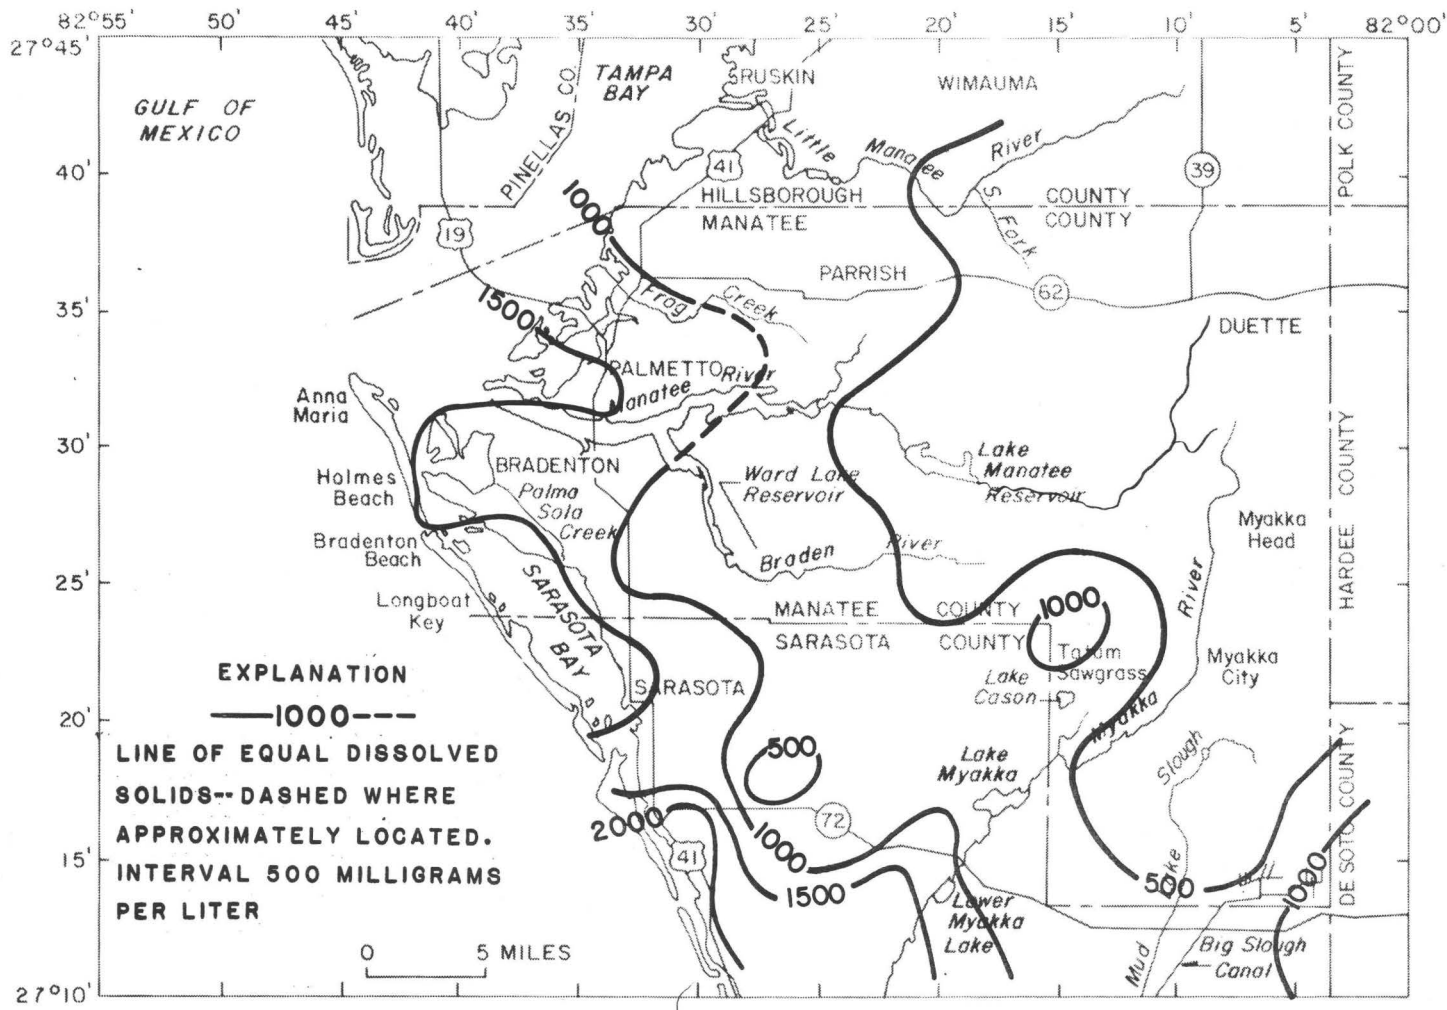 82°55' 50' 45' 40' 35' 30' 25' 20' 15' 10' 5' 82°00'
27°45'
GULF OF
MEXICO
TAMPA
BAY
PINELLAS CO
RUSKIN
WIMAUMA
Little
Manatee
River
41
39
POLK COUNTY
40'
HILLSBOROUGH
COUNTY
MANATEE
COUNTY
1000
S. Fork
19
PARRISH
62
35'
1500
Frog
Creek
DUETTE
PALMETTO
River
Manatee
Anna
Maria
30'
BRADENTON
Holmes
Beach
Palma
Sola
Creek
Ward Lake
Reservoir
Lake
Manatee
Reservoir
HARDEE COUNTY
Bradenton
Beach
Myakka
Head
Braden
River
River
25'
Longboat
Key
SARASOTA
BAY
MANATEE
COUNTY
SARASOTA
COUNTY
1000
Tatum
Sawgrass
Myakka
City
Lake
Cason
SARASOTA
Myakka
EXPLANATION
1000
20'
LINE OF EQUAL DISSOLVED
SOLIDS--DASHED WHERE
APPROXIMATELY LOCATED.
INTERVAL 500 MILLIGRAMS
PER LITER
500
Lake
Myakka
Slough
DE SOTO COUNTY
2000
72
41
1000
15'
1500
500
1000
Lake
Lower
Myakka
Lake
Mud
Big Slough
Canal
0 5 MILES
27°10'